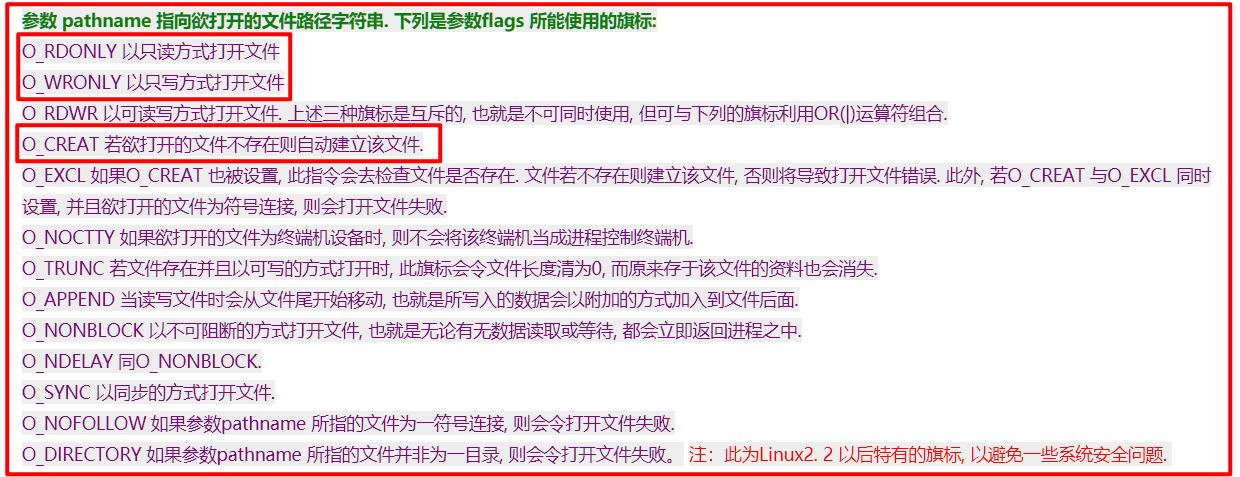 参数 pathname 指向欲打开的文件路径字符串. 下列是参数flags 所能使用的旗标:
O_RDONLY 以只读方式打开文件
O_WRONLY 以只写方式打开文件
O_RDWR 以可读写方式打开文件. 上述三种旗标是互斥的, 也就是不可同时使用, 但可与下列的旗标利用OR(|)运算符组合.
O_CREAT 若欲打开的文件不存在则自动建立该文件.
O_EXCL 如果O_CREAT 也被设置, 此指令会去检查文件是否存在. 文件若不存在则建立该文件, 否则将导致打开文件错误. 此外, 若O_CREAT 与O_EXCL 同时
设置, 并且欲打开的文件为符号连接, 则会打开文件失败.
O_NOCTTY 如果欲打开的文件为终端机设备时, 则不会将该终端机当成进程控制终端机.
O_TRUNC 若文件存在并且以可写的方式打开时, 此旗标会令文件长度清为0, 而原来存于该文件的资料也会消失.
O_APPEND 当读写文件时会从文件尾开始移动, 也就是所写入的数据会以附加的方式加入到文件后面.
O_NONBLOCK 以不可阻断的方式打开文件, 也就是无论有无数据读取或等待, 都会立即返回进程之中.
O_NDELAY 同O_NONBLOCK.
O_SYNC 以同步的方式打开文件.
O_NOFOLLOW 如果参数pathname 所指的文件为一符号连接, 则会令打开文件失败.
O_DIRECTORY 如果参数pathname 所指的文件并非为一目录, 则会令打开文件失败。 注：此为Linux2. 2 以后特有的旗标, 以避免一些系统安全问题.